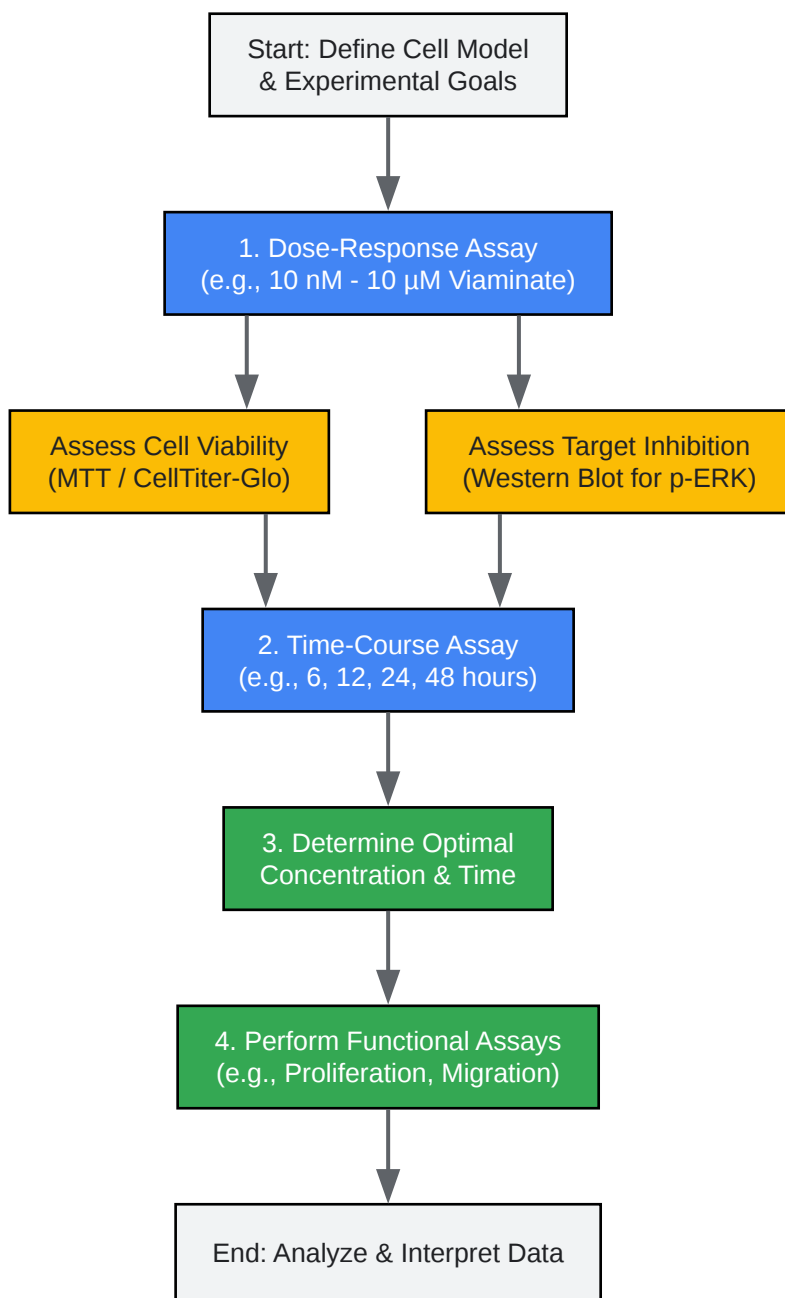 Start: Define Cell Model
& Experimental Goals
1. Dose-Response Assay
(e.g., 10 nM - 10 µM Viaminate)
Assess Cell Viability
(MTT / CellTiter-Glo)
Assess Target Inhibition
(Western Blot for p-ERK)
2. Time-Course Assay
(e.g., 6, 12, 24, 48 hours)
3. Determine Optimal
Concentration & Time
4. Perform Functional Assays
(e.g., Proliferation, Migration)
End: Analyze & Interpret Data